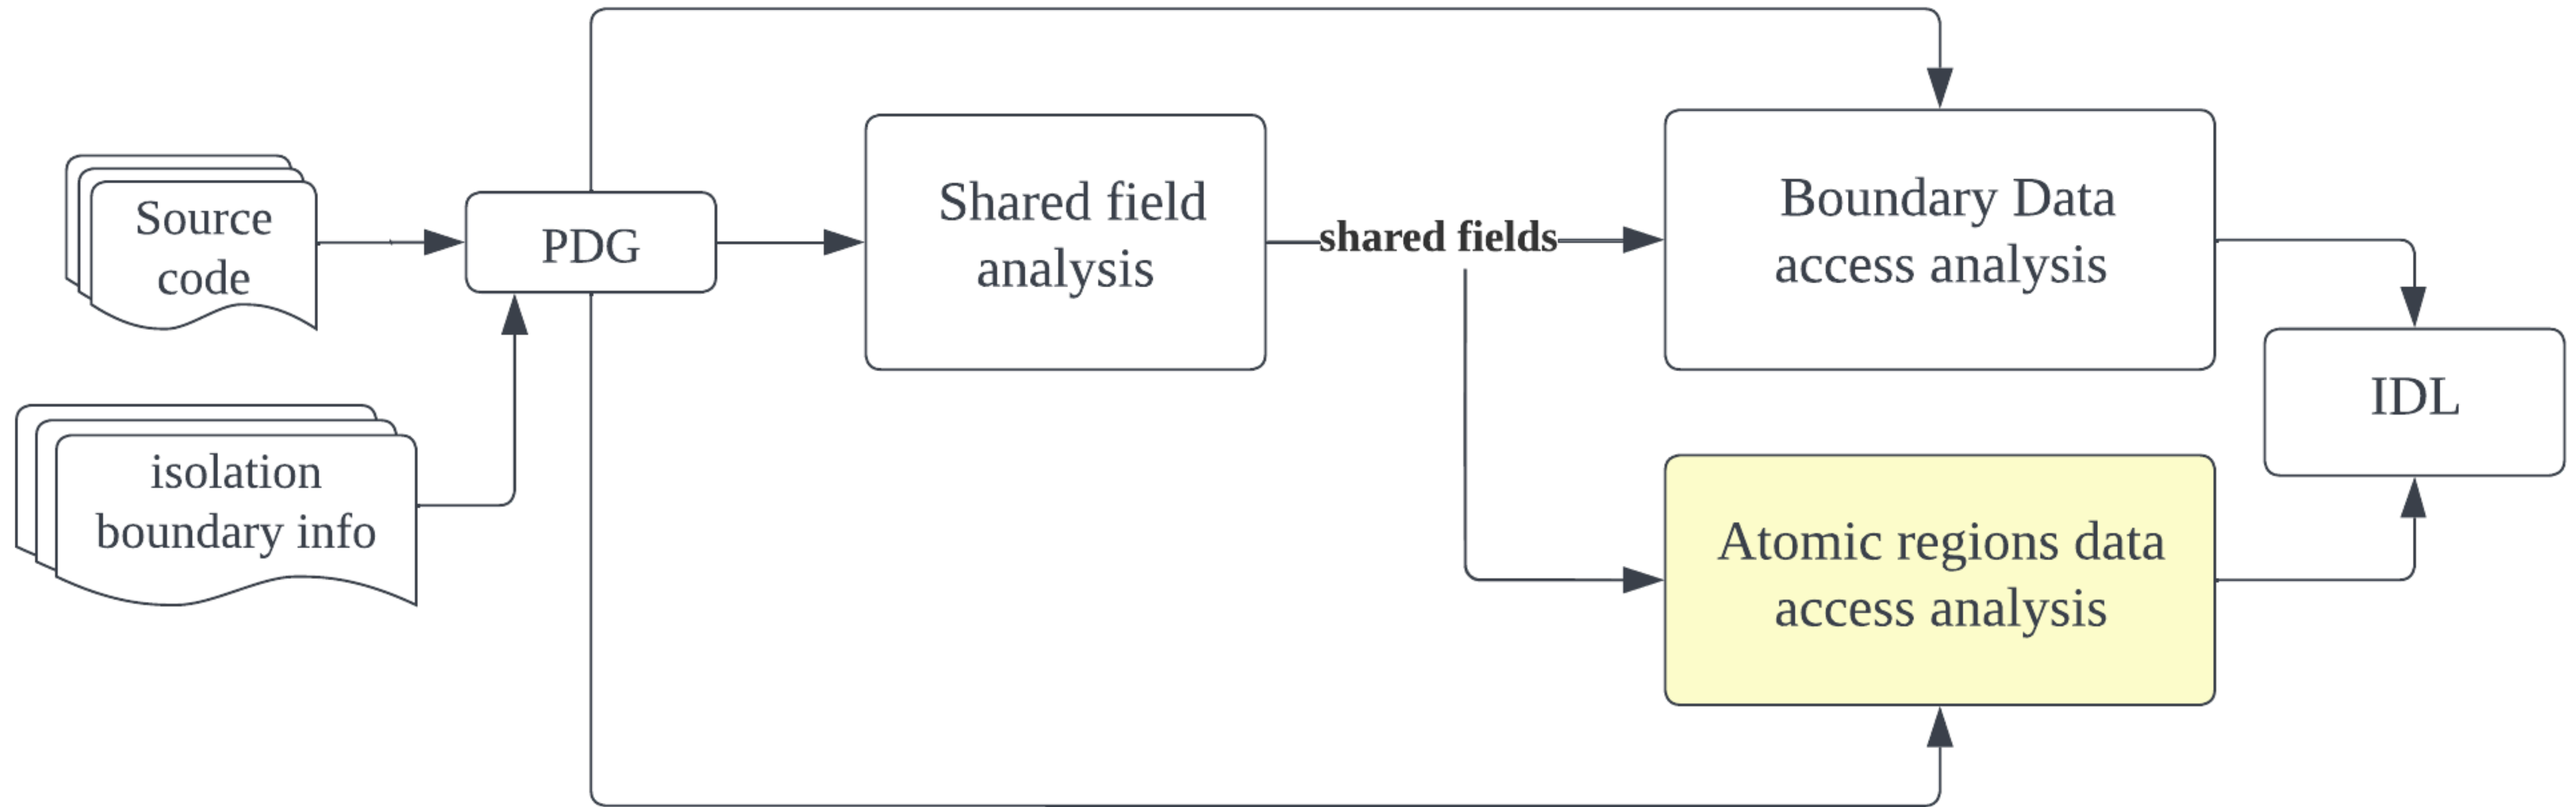 Source
code
isolation
boundary info
PDG
Shared field
analysis
shared fields
Boundary Data
access analysis
Atomic regions data
access analysis
IDL